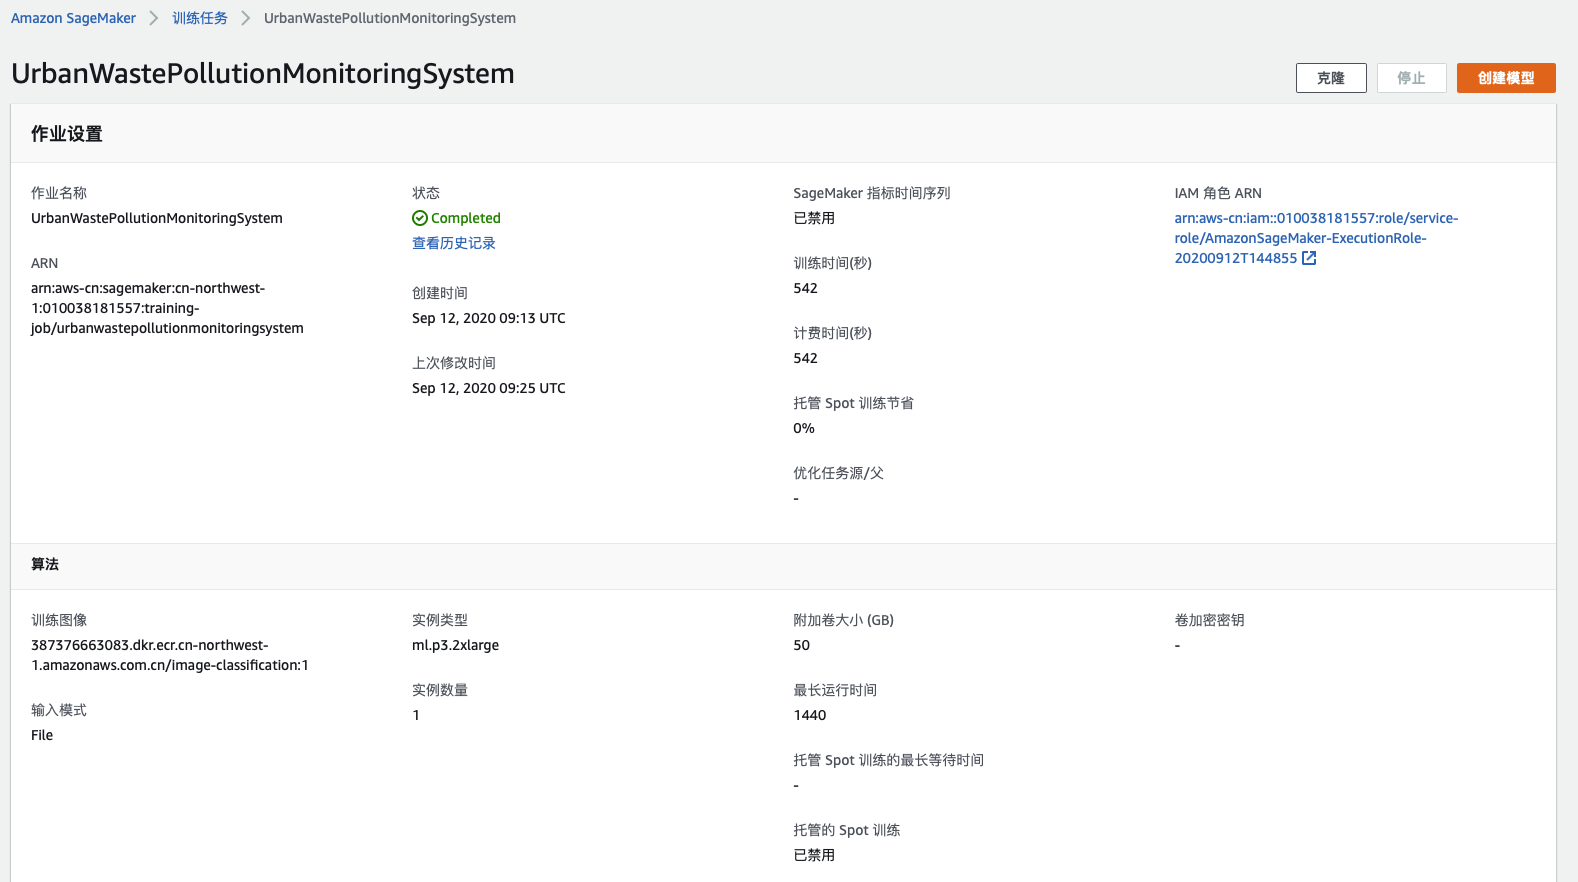 Amazon SageMaker > 训练任务 > UrbanWastePollutionMonitoringSystem
UrbanWastePollutionMonitoringSystem
克隆 停止 创建模型
作业设置
作业名称
UrbanWastePollutionMonitoringSystem
ARN
arn:aws-cn:sagemaker:cn-northwest-
1:010038181557:training-
job/urbanwastepollutionmonitoringsystem
状态
Completed
查看历史记录
创建时间
Sep 12, 2020 09:13 UTC
上次修改时间
Sep 12, 2020 09:25 UTC
SageMaker 指标时间序列
已禁用
训练时间(秒)
542
计费时间(秒)
542
托管 Spot 训练节省
0%
优化任务源/父
-
IAM 角色 ARN
arn:aws-cn:iam::010038181557:role/service-
role/AmazonSageMaker-ExecutionRole-
20200912T144855
算法
训练图像
387376663083.dkr.ecr.cn-northwest-
1.amazonaws.com.cn/image-classification:1
输入模式
File
实例类型
ml.p3.2xlarge
实例数量
1
附加卷大小 (GB)
50
最长运行时间
1440
托管 Spot 训练的最长等待时间
-
托管的 Spot 训练
已禁用
卷加密密钥
-